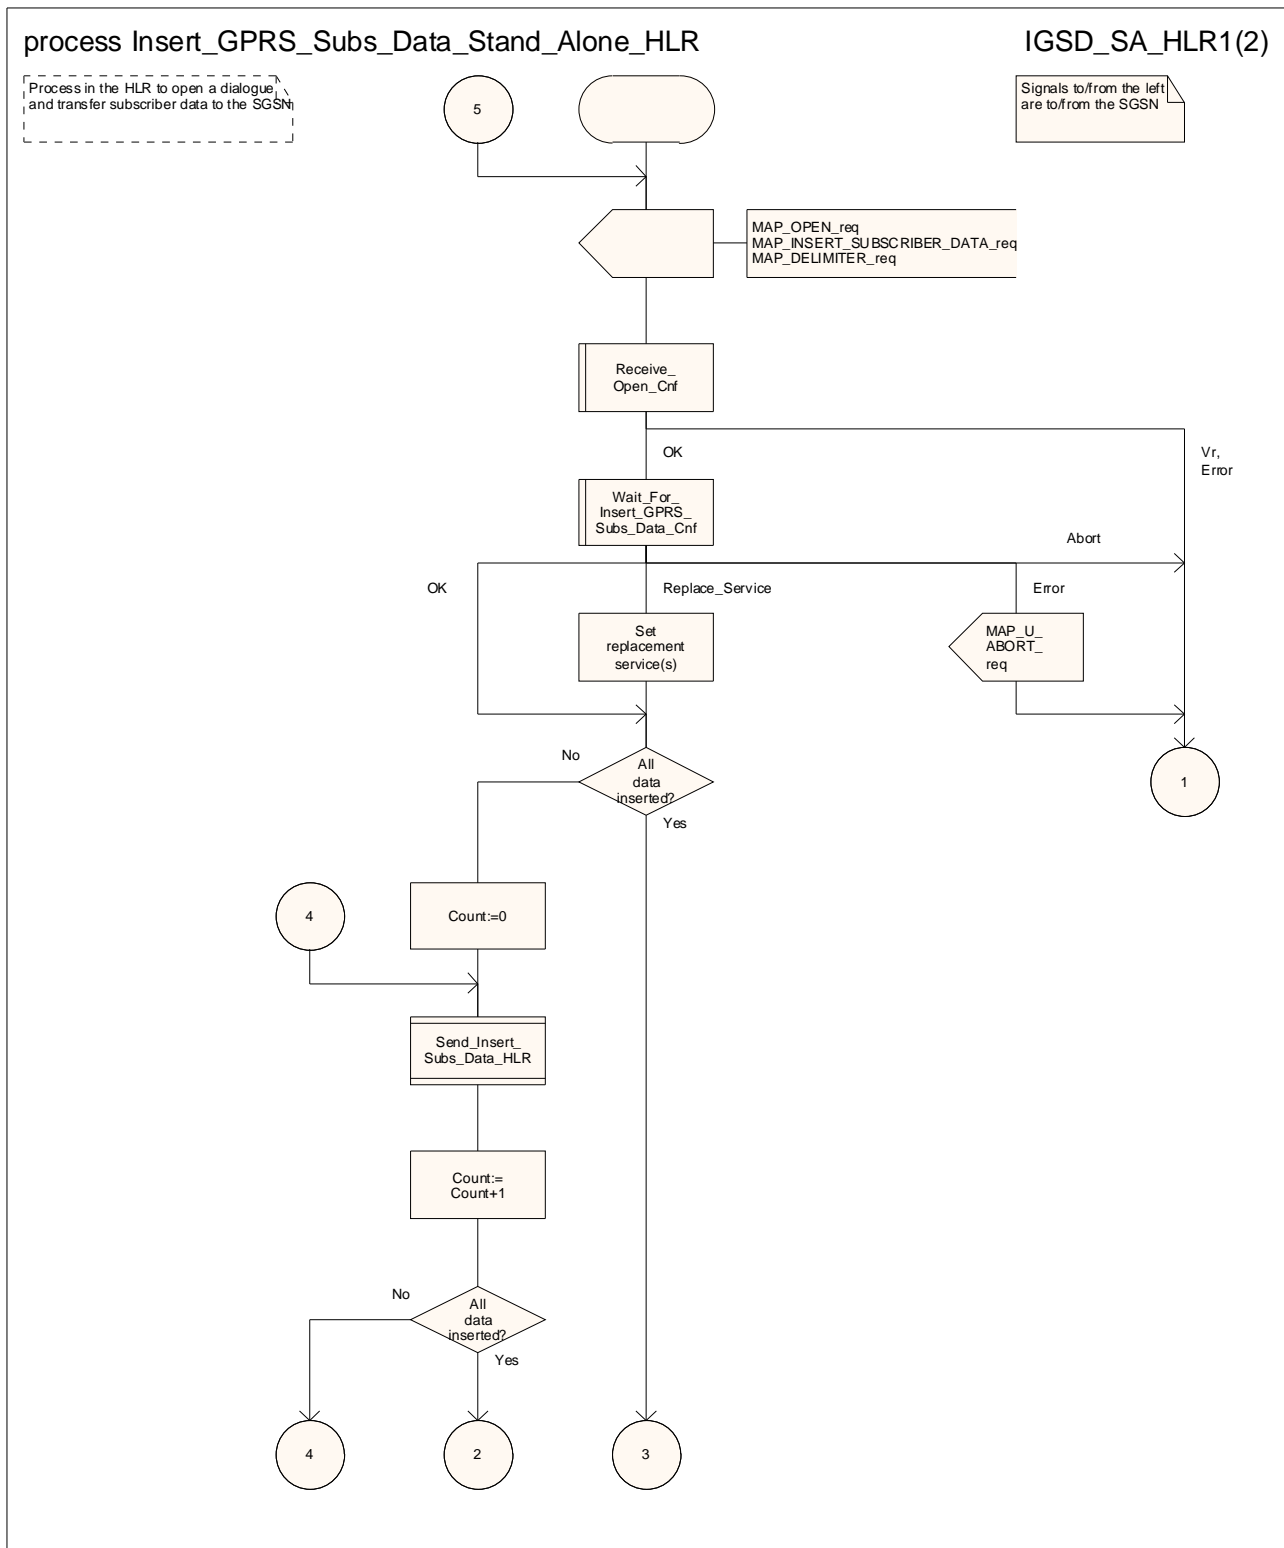 process Insert_GPRS_Subs_Data_Stand_Alone_HLR
IGSD_SA_HLR1(2)
Process in the HLR to open a dialogue
and transfer subscriber data to the SGSN
5
Signals to/from the left
are to/from the SGSN
MAP_OPEN_req
MAP_INSERT_SUBSCRIBER_DATA_req
MAP_DELIMITER_req
Receive_
Open_Cnf
OK
Vr,
Error
Wait_For_
Insert_GPRS_
Subs_Data_Cnf
Abort
OK
Replace_Service
Error
Set
replacement
service(s)
MAP_U_
ABORT_
req
No
All
data
inserted?
Yes
1
4
Count:=0
Send_Insert_
Subs_Data_HLR
Count:=
Count+1
No
All
data
inserted?
Yes
4
2
3